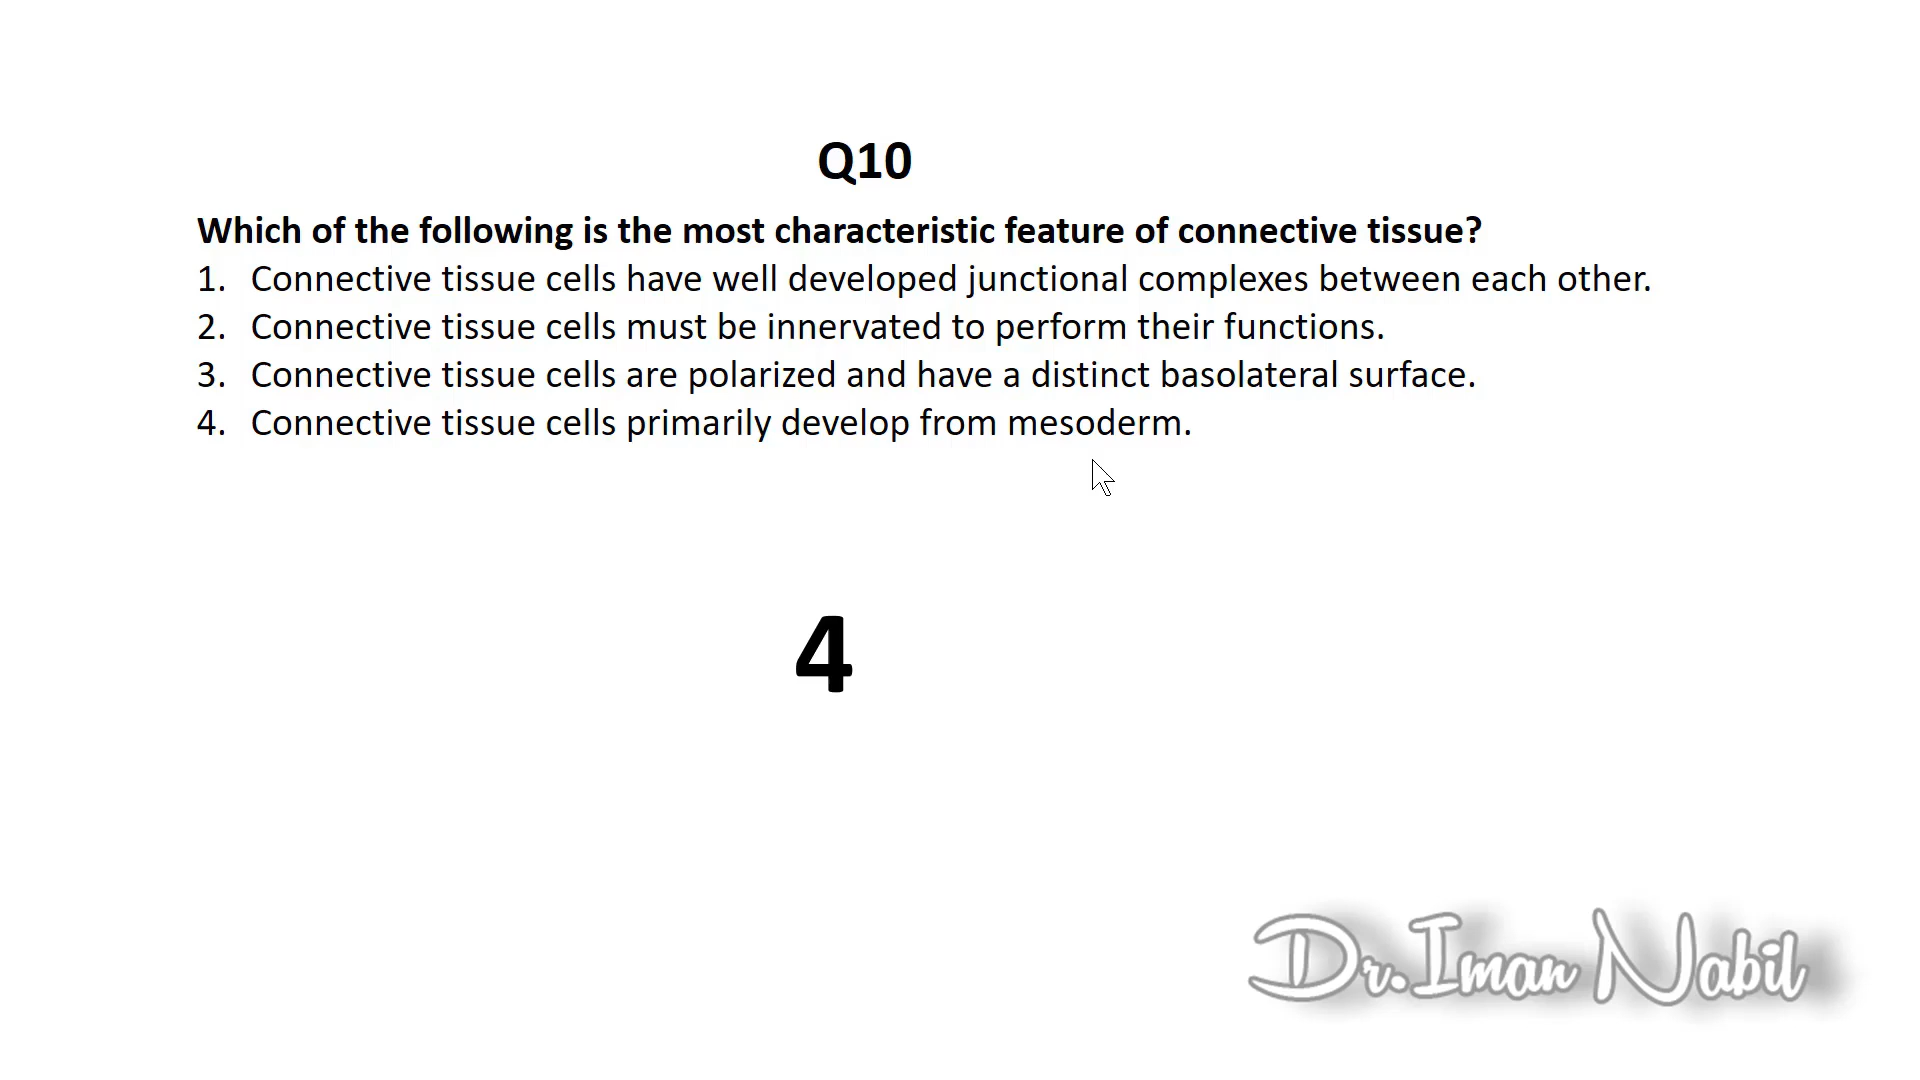 Q10
Which of the following is the most characteristic feature of connective tissue?
1. Connective tissue cells have well developed junctional complexes between each other.
2. Connective tissue cells must be innervated to perform their functions.
3. Connective tissue cells are polarized and have a distinct basolateral surface.
4. Connective tissue cells primarily develop from mesoderm.
4
Dr.Iman Nabil